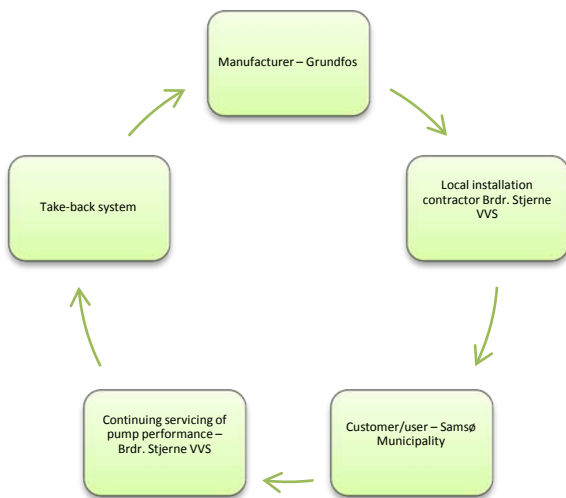 Manufacturer – Grundfos
Local installation
contractor Brdr. Stjerne
VVS
Customer/user – Samsø
Municipality
Continuing servicing of
pump performance –
Brdr. Stjerne VVS
Take-back system